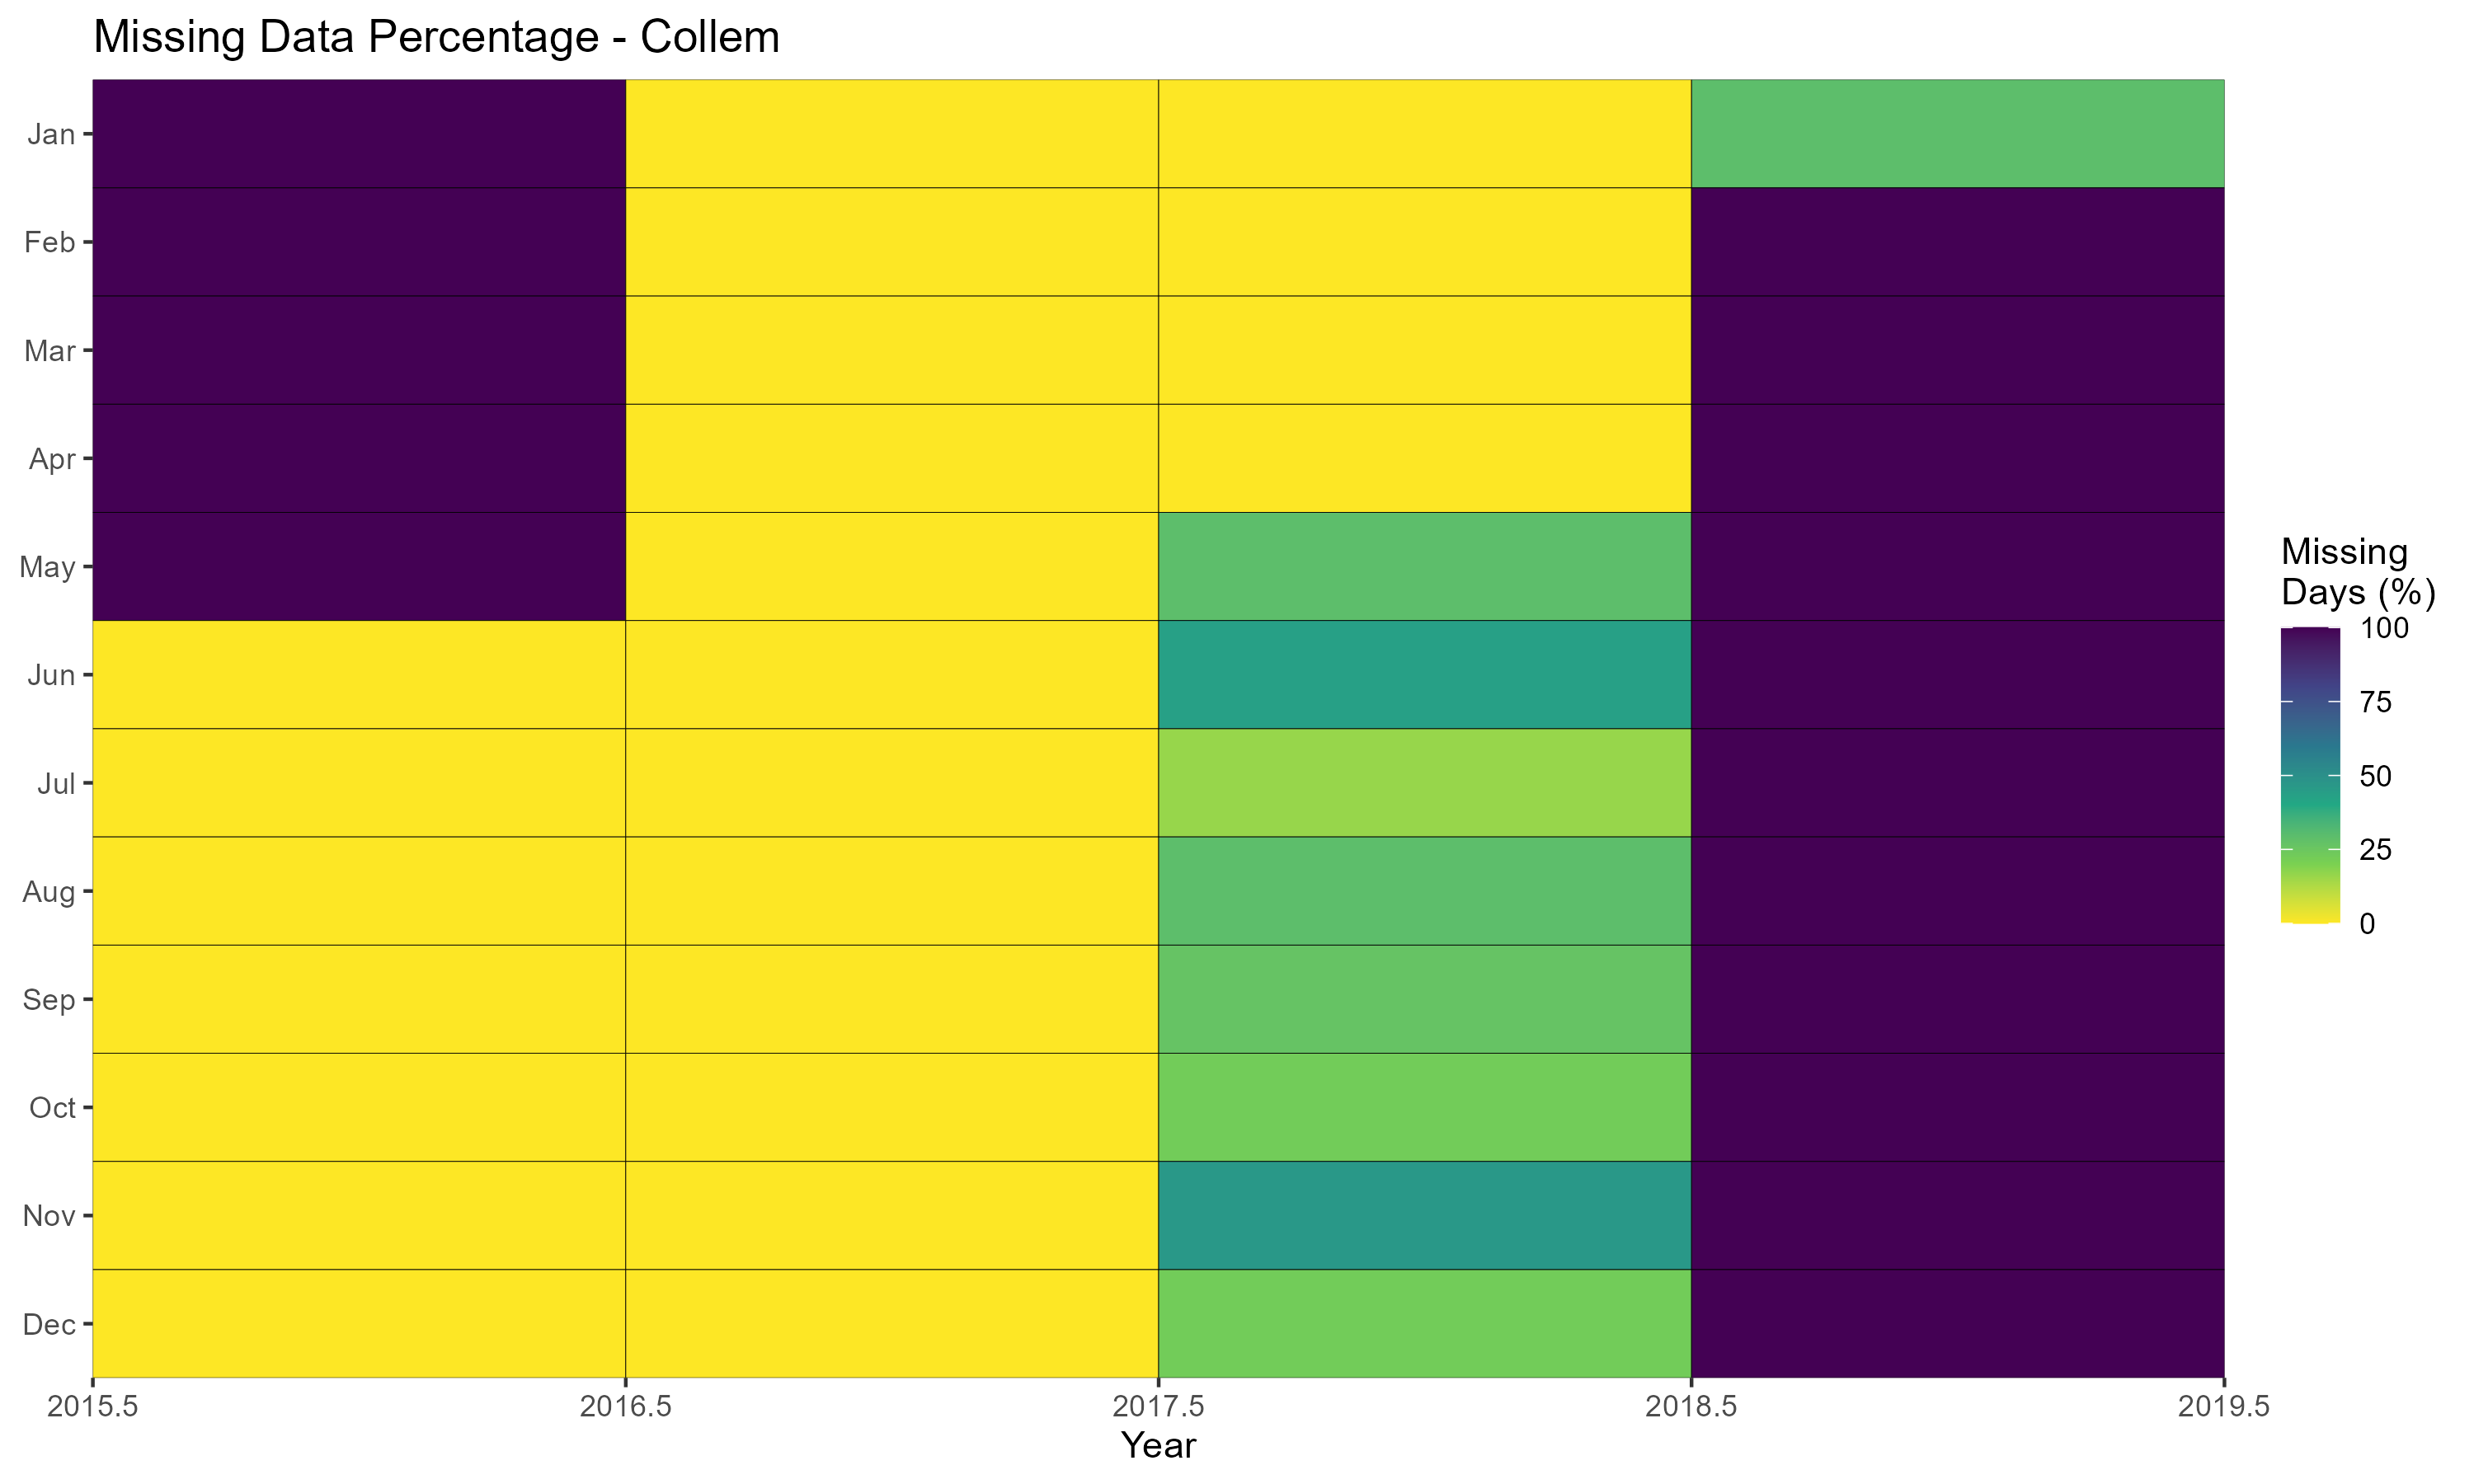 Missing Data Percentage - Collem
Jan
Feb
Mar
Apr
May
Jun
Jul
Aug
Sep
Oct
Nov
Dec
2015.5
2016.5
2017.5
2018.5
2019.5
Year
Missing
Days (%)
100
75
50
25
0